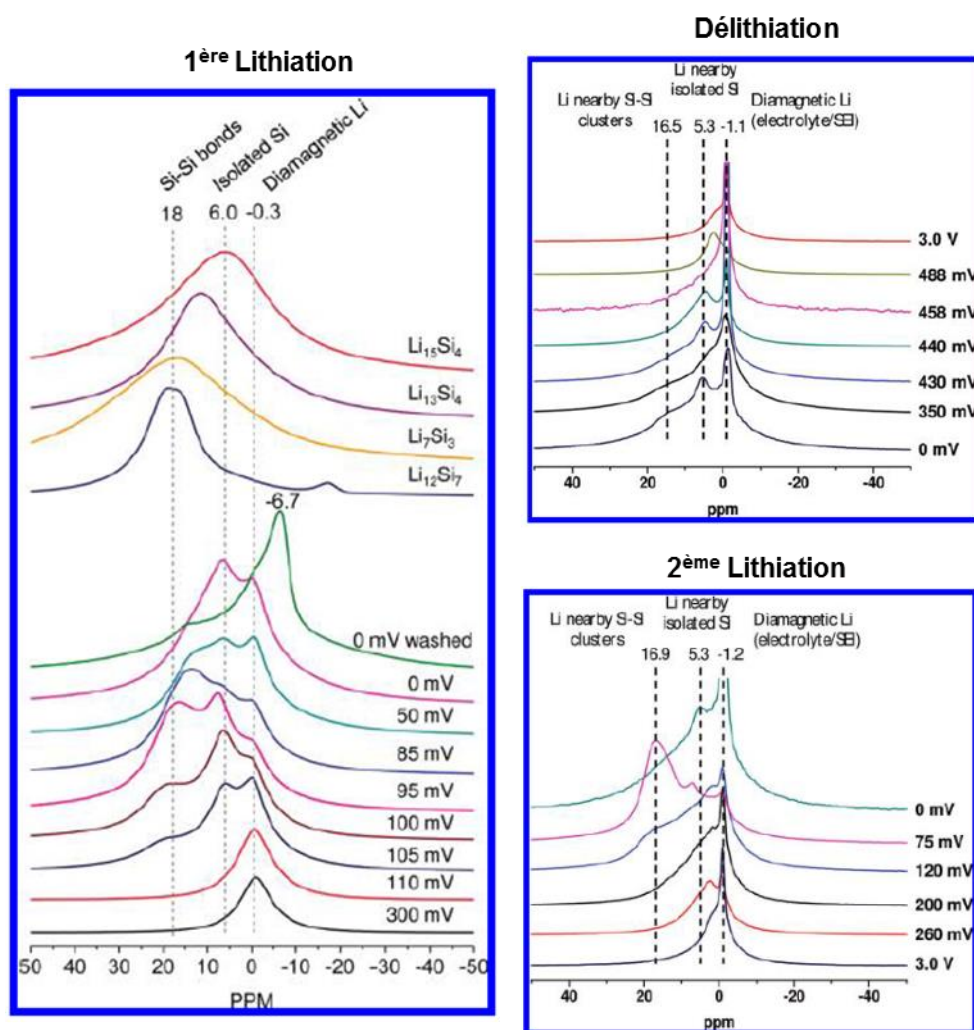 1ère Lithiation
Si-Si bonds
Isolated Si
Diamagnetic Li
18 6.0 -0.3
Li15Si4
Li13Si4
Li7Si3
Li12Si7
-6.7
0 mV washed
0 mV
50 mV
85 mV
95 mV
100 mV
105 mV
110 mV
300 mV
50 40 30 20 10 0 -10 -20 -30 -40 -50
PPM
Délithiation
Li nearby
isolated Si
Li nearby Si-Si
clusters
Diamagnetic Li
(electrolyte/SEI)
16.5 5.3 -1.1
3.0 V
488 mV
458 mV
440 mV
430 mV
350 mV
0 mV
40 20 0 -20 -40
ppm
2ème Lithiation
Li nearby
isolated Si
Li nearby Si-Si
clusters
Diamagnetic Li
(electrolyte/SEI)
16.9 5.3 -1.2
0 mV
75 mV
120 mV
200 mV
260 mV
3.0 V
40 20 0 -20 -40
ppm